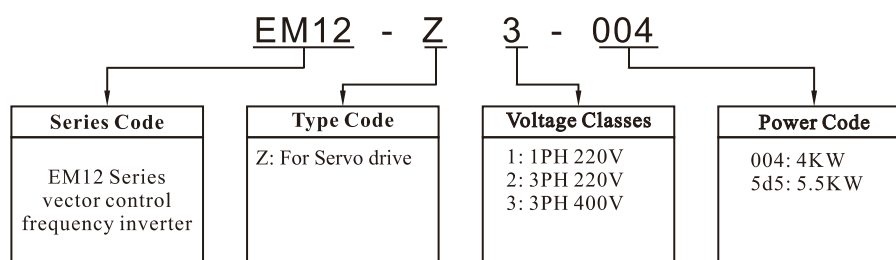 EM12 - Z 3 - 004
Series Code
EM12 Series
vector control
frequency inverter
Type Code
Z: For Servo drive
Voltage Classes
1: 1PH 220V
2: 3PH 220V
3: 3PH 400V
Power Code
004: 4KW
5d5: 5.5KW